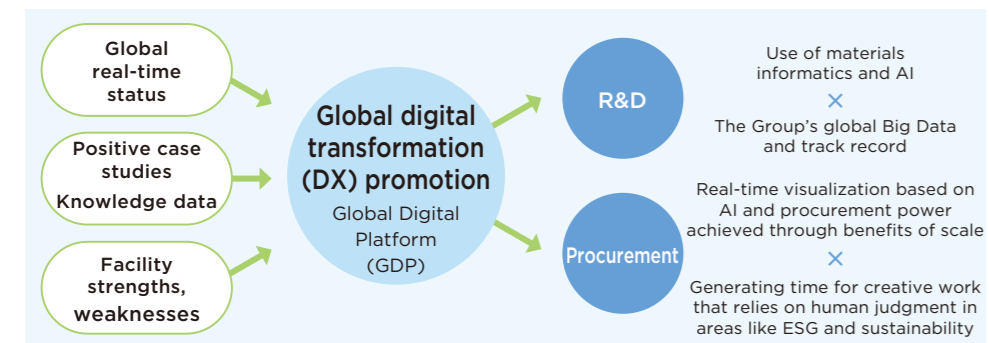 Global
real-time
status
Positive case
studies
Knowledge data
Facility
strengths,
weaknesses
Global digital
transformation
(DX) promotion
Global Digital
Platform
(GDP)
R&D
Use of materials
informatics and AI
×
The Group’s global Big Data
and track record
Procurement
Real-time visualization based on
AI and procurement power
achieved through benefits of scale
×
Generating time for creative work
that relies on human judgment in
areas like ESG and sustainability